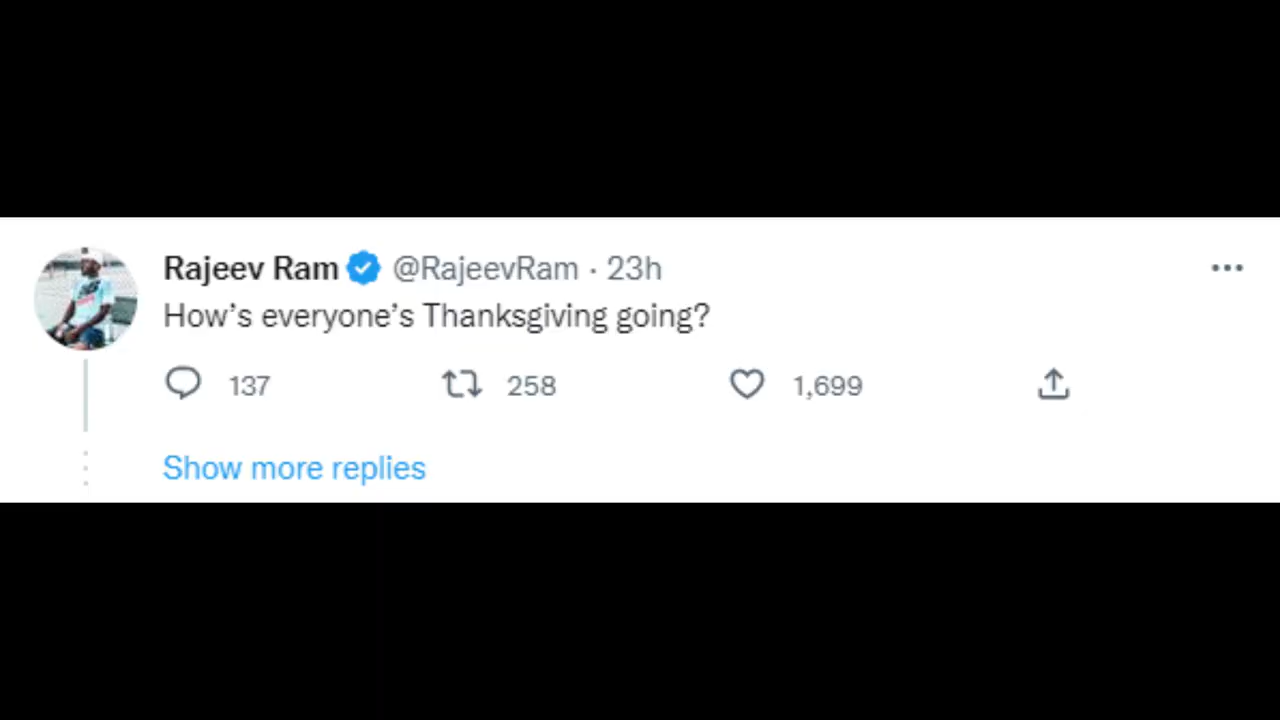 Rajeev Ram @RajeevRam · 23h
How’s everyone’s Thanksgiving going?
137 258 1,699
Show more replies